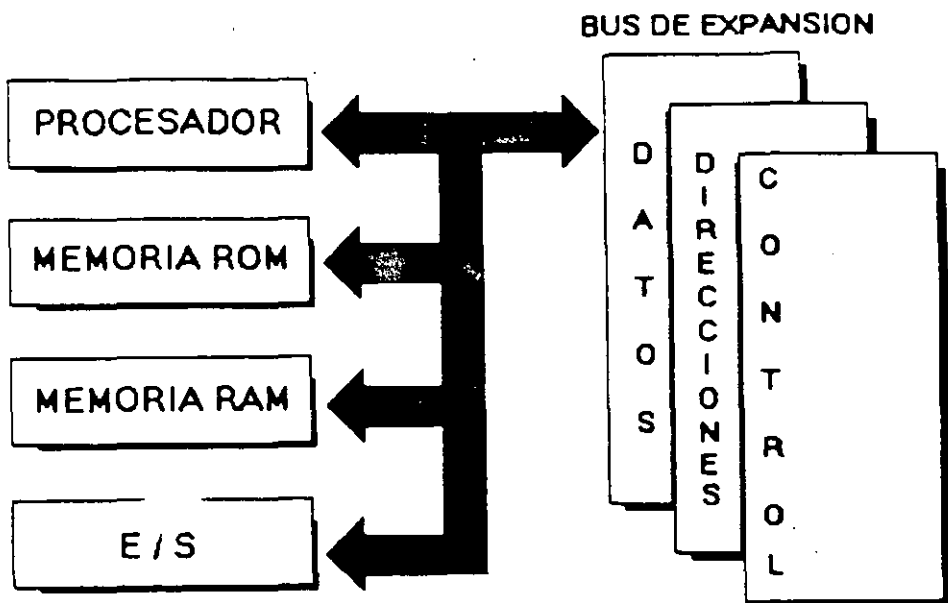 BUS DE EXPANSION
PROCESADOR
MEMORIA ROM
MEMORIA RAM
E / S
DATOS
DIRECCIONES
CONTROL